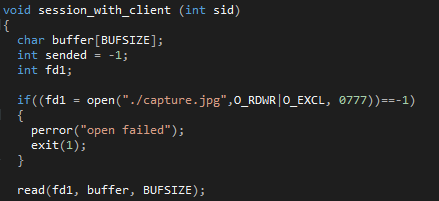 void session_with_client (int sid)
{
char buffer[BUFSIZE];
int sended = -1;
int fd1;
if((fd1 = open("./capture.jpg",O_RDWR|O_EXCL, 0777))==-1)
{
perror("open failed");
exit(1);
}
read(fd1, buffer, BUFSIZE);